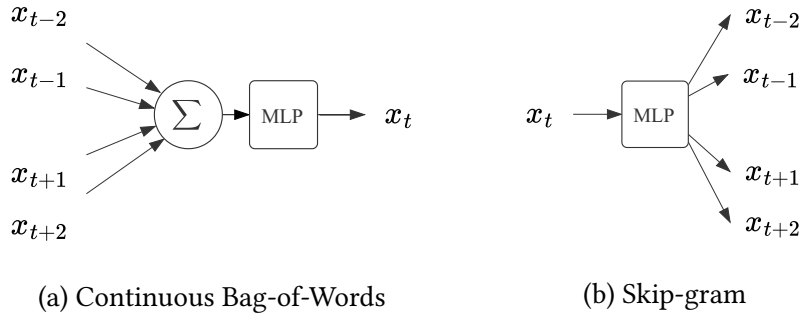 x_{t-2}
x_{t-1}
x_{t+1}
x_{t+2}
Σ
MLP
x_t
(a) Continuous Bag-of-Words
x_t
MLP
x_{t-2}
x_{t-1}
x_{t+1}
x_{t+2}
(b) Skip-gram